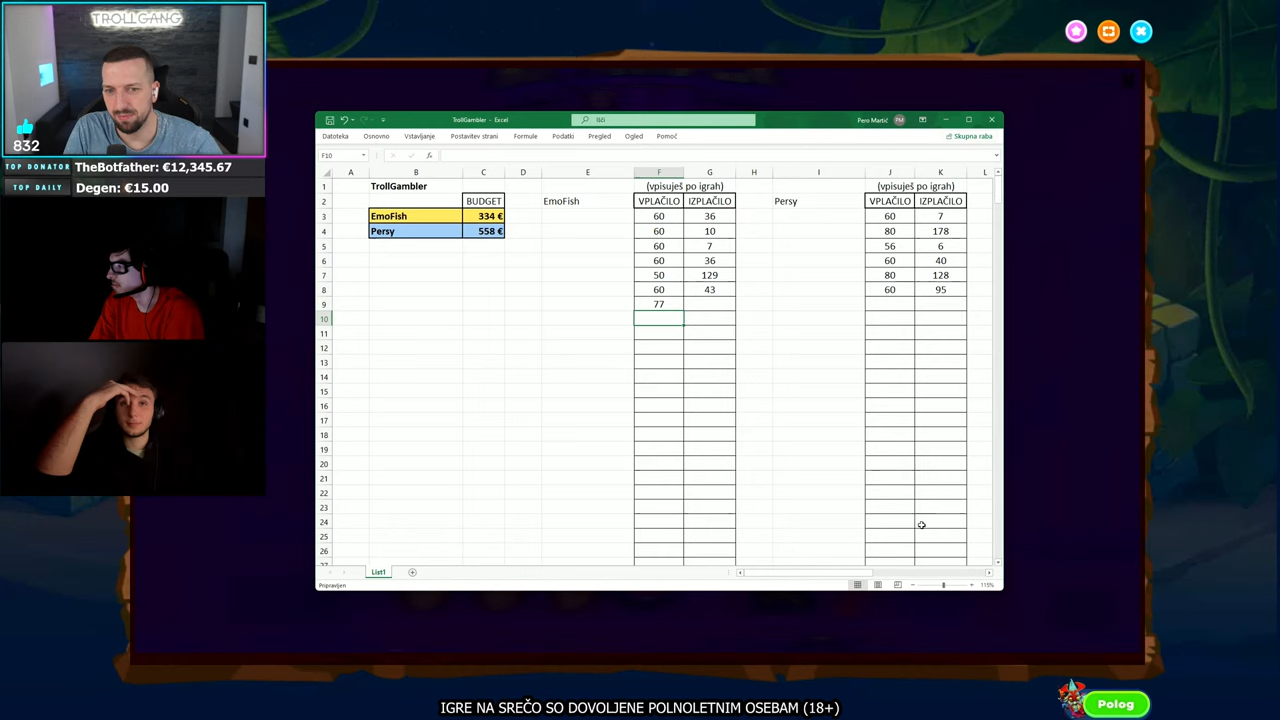 TROLLGANG
832
TOP DONATOR TheBotfather: €12,345.67
TOP DAILY Degen: €15.00
TrollGambler - Excel
Išči
Pero Martić PM
Datoteka Osnovno Vstavljanje Postavitev strani Formule Podatki Pregled Ogled Pomoč Skupna raba
F10 fx
A B C D E F G H I J K L
1 TrollGambler (vpisuješ po igrah) (vpisuješ po igrah)
2 BUDGET EmoFish VPLAČILO IZPLAČILO Persy VPLAČILO IZPLAČILO
3 EmoFish 334 € 60 36 60 7
4 Persy 558 € 60 10 80 178
5 60 7 56 6
6 60 36 60 40
7 50 129 80 128
8 60 43 60 95
9 77
10
11
12
13
14
15
16
17
18
19
20
21
22
23
24
25
26
List1
Pripravljen 115%
Polog
IGRE NA SREČO SO DOVOLJENE POLNOLETNIM OSEBAM (18+)